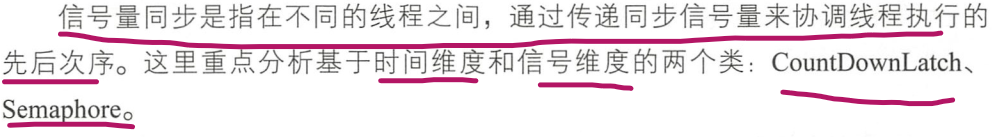 信号量同步是指在不同的线程之间，通过传递同步信号量来协调线程执行的
先后次序。这里重点分析基于时间维度和信号维度的两个类：CountDownLatch、
Semaphore。